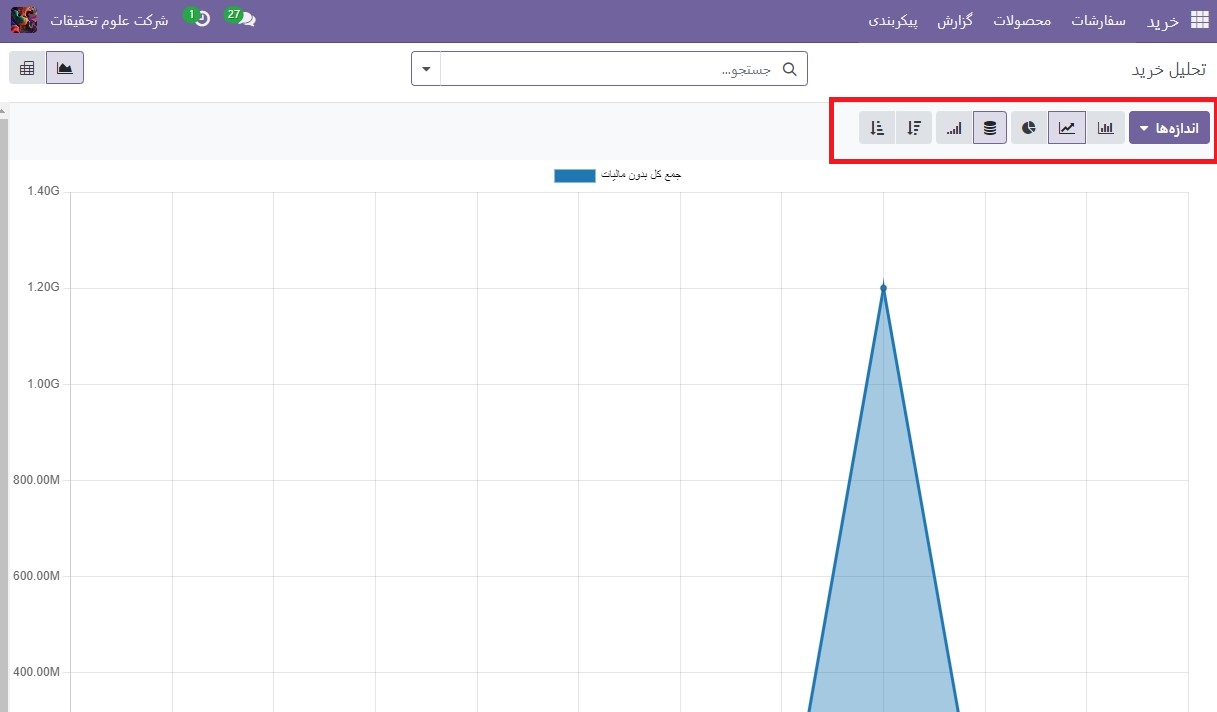 خرید سفارشات محصولات گزارش پیکربندی 27 1 شرکت علوم تحقیقات
تحلیل خرید جستجو...
اندازه‌ها
جمع کل بدون مالیات
1.40G
1.20G
1.00G
800.00M
600.00M
400.00M